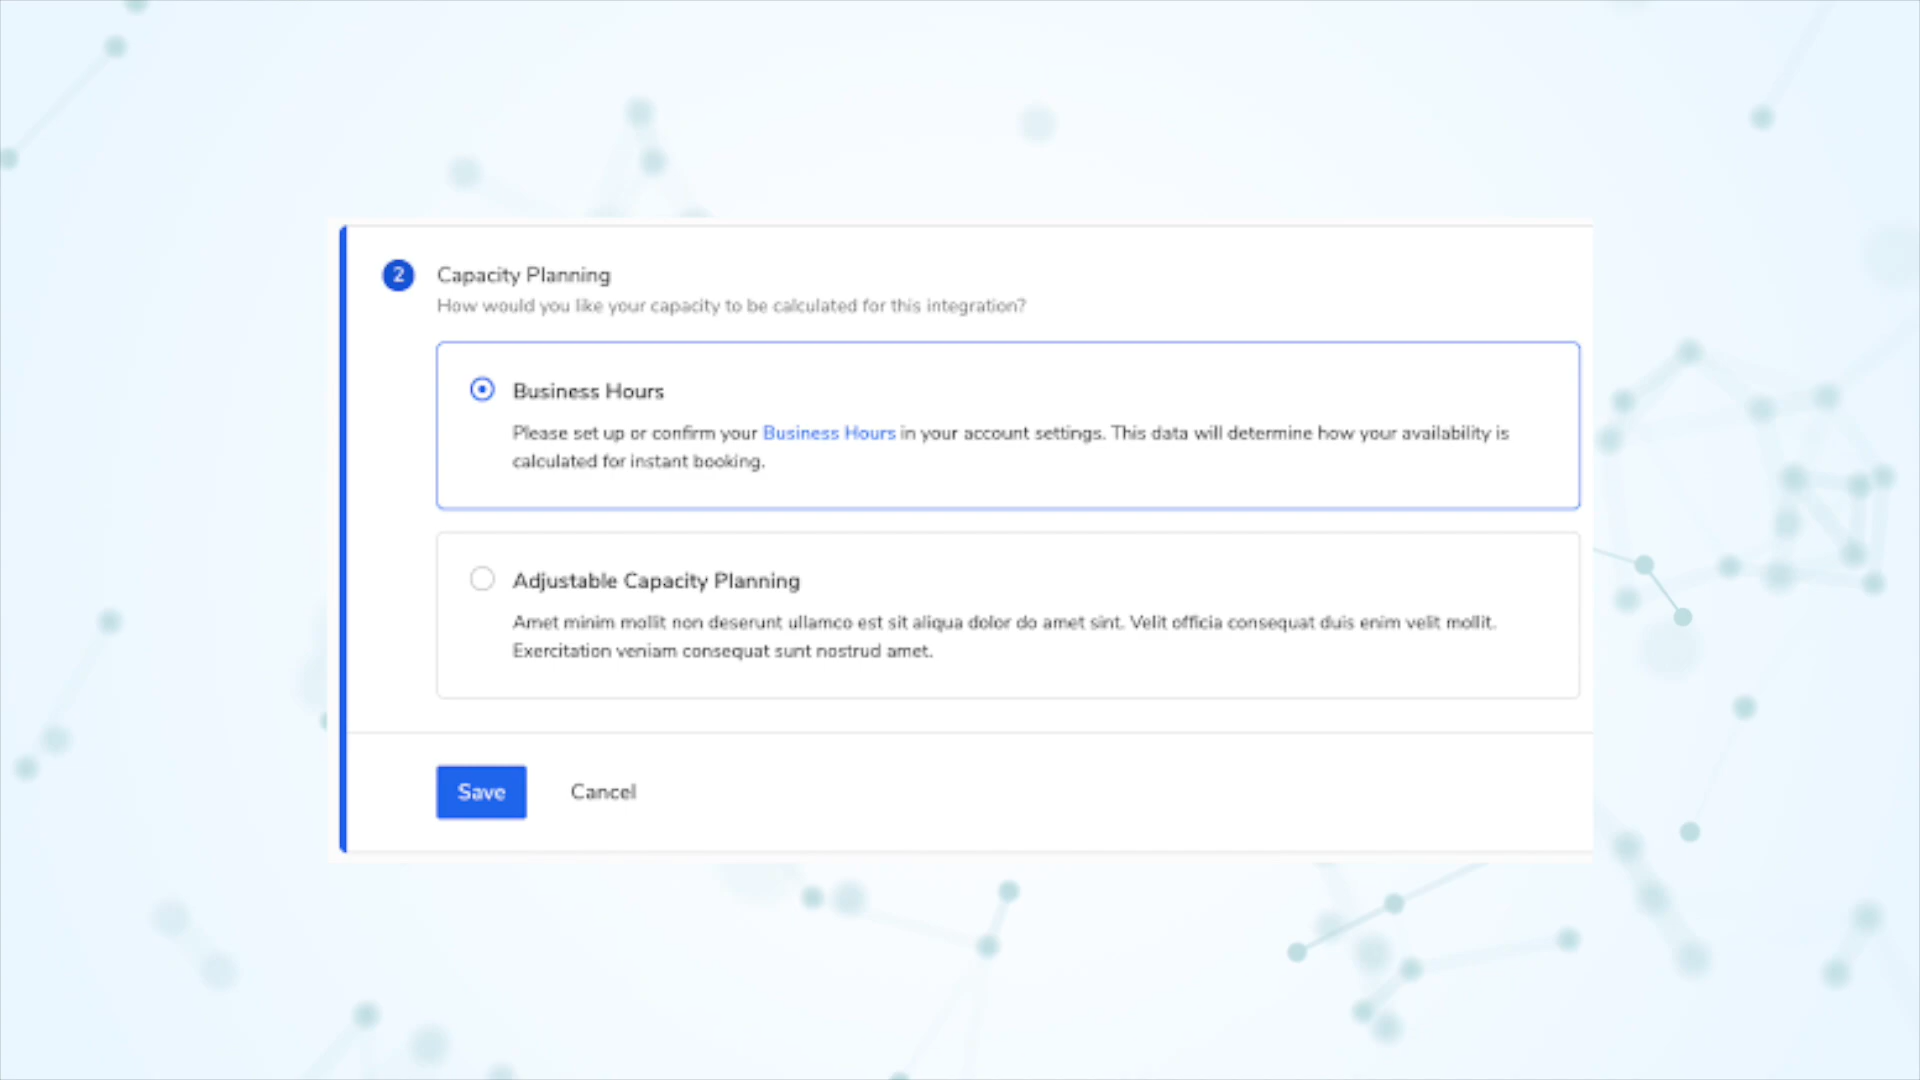 2
Capacity Planning
How would you like your capacity to be calculated for this integration?
Business Hours
Please set up or confirm your Business Hours in your account settings. This data will determine how your availability is
calculated for instant booking.
Adjustable Capacity Planning
Amet minim mollit non deserunt ullamco est sit aliqua dolor do amet sint. Velit officia consequat duis enim velit mollit.
Exercitation veniam consequat sunt nostrud amet.
Save
Cancel